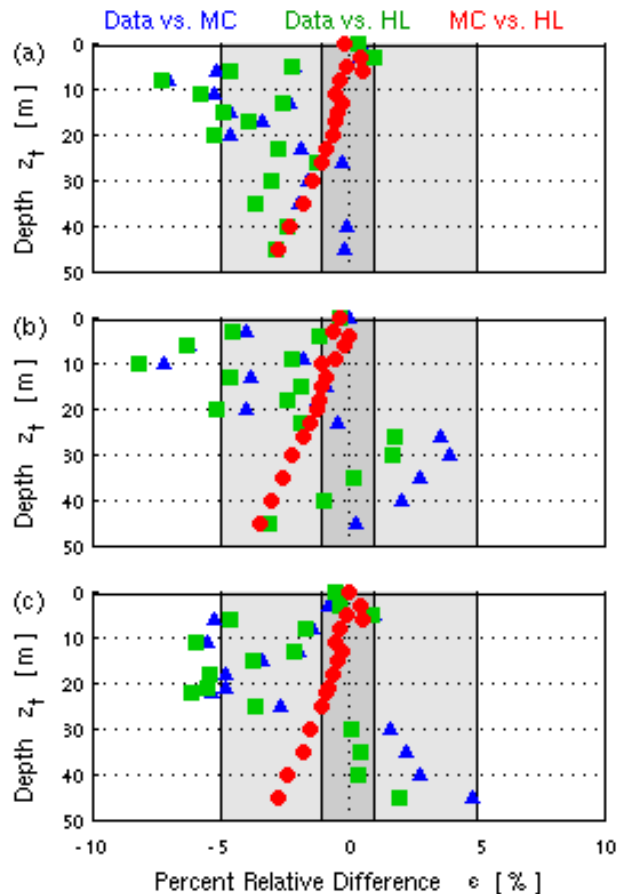 Data vs. MC Data vs. HL MC vs. HL
(a)
0
10
20
30
40
50
Depth z_t [m]
(b)
0
10
20
30
40
50
Depth z_t [m]
(c)
0
10
20
30
40
50
Depth z_t [m]
-10 -5 0 5 10
Percent Relative Difference ϵ [%]